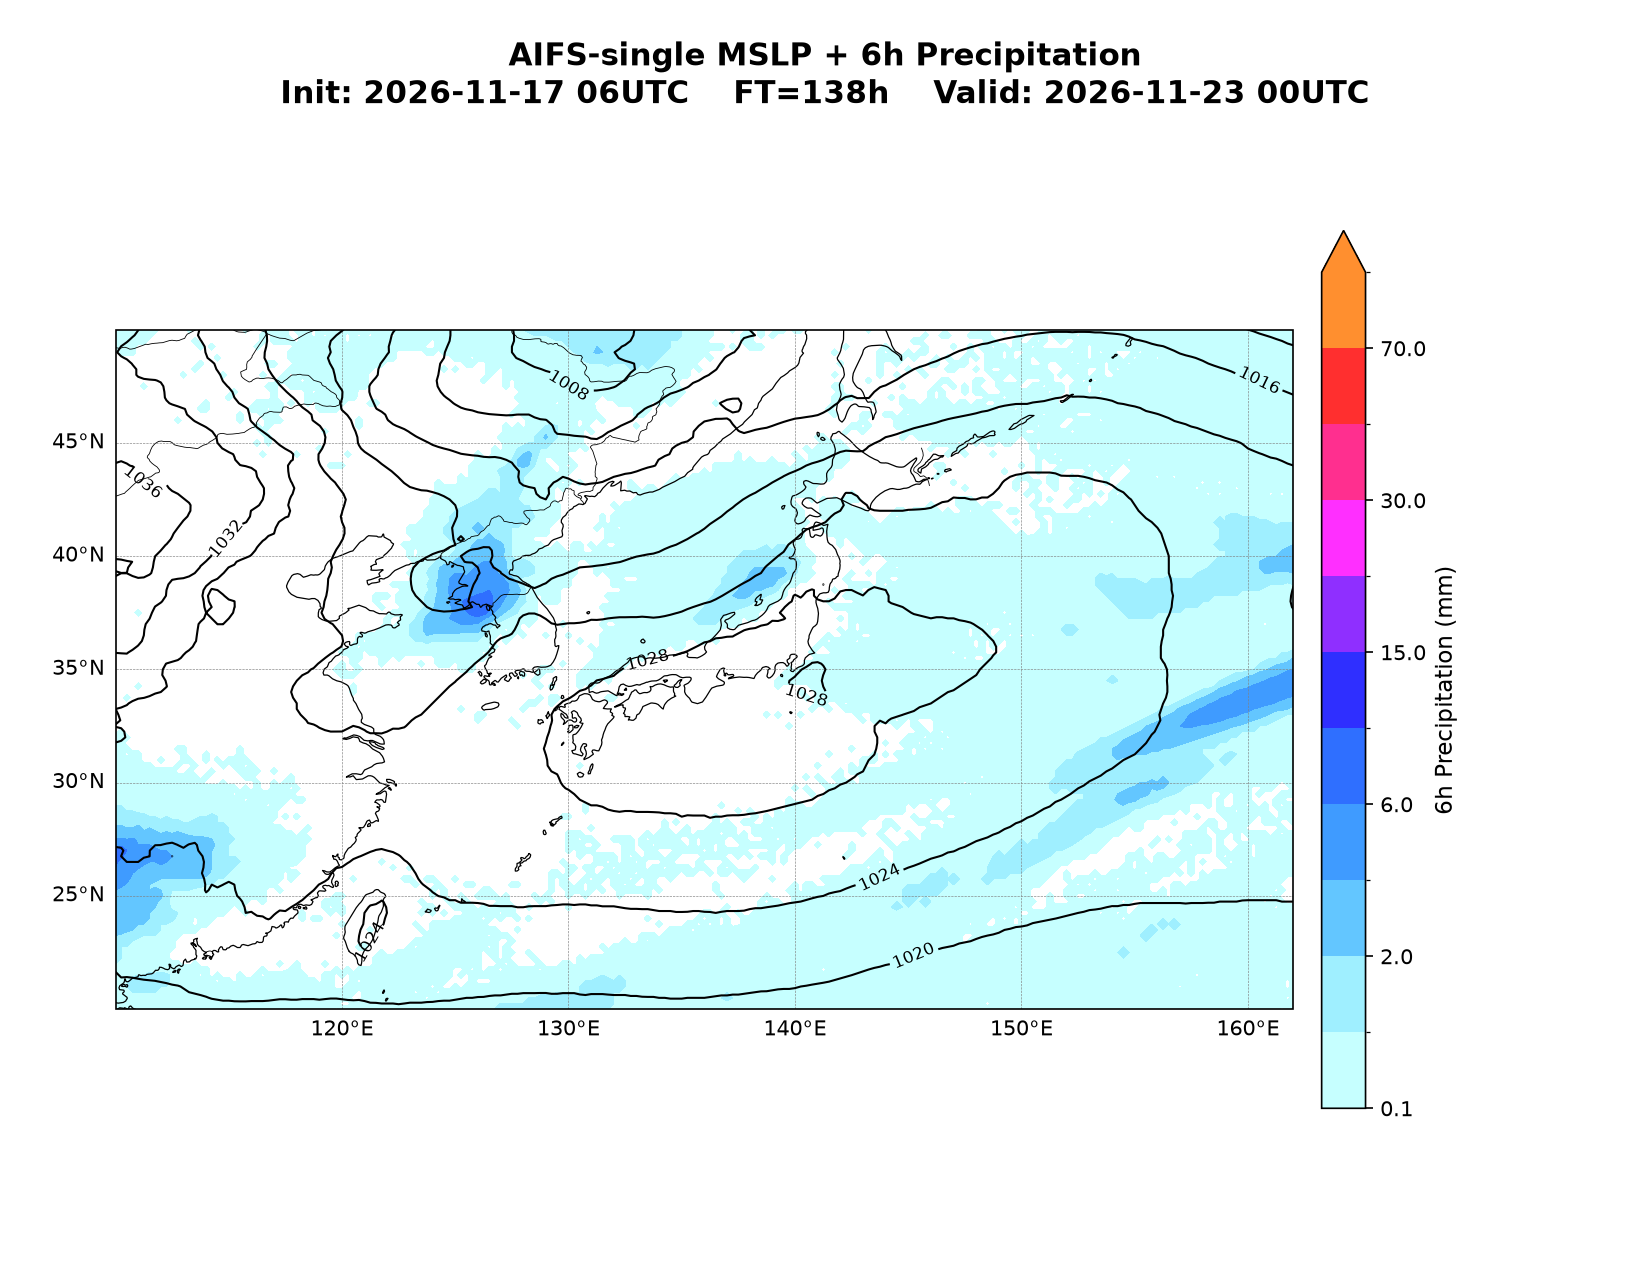 AIFS-single MSLP + 6h Precipitation
Init: 2026-11-17 06UTC    FT=138h    Valid: 2026-11-23 00UTC
70.0
1008
1016
45°N
1036
30.0
1032
40°N
6h Precipitation (mm)
15.0
35°N
1028
1028
30°N
6.0
1024
25°N
1024
1020
2.0
120°E 130°E 140°E 150°E 160°E
0.1